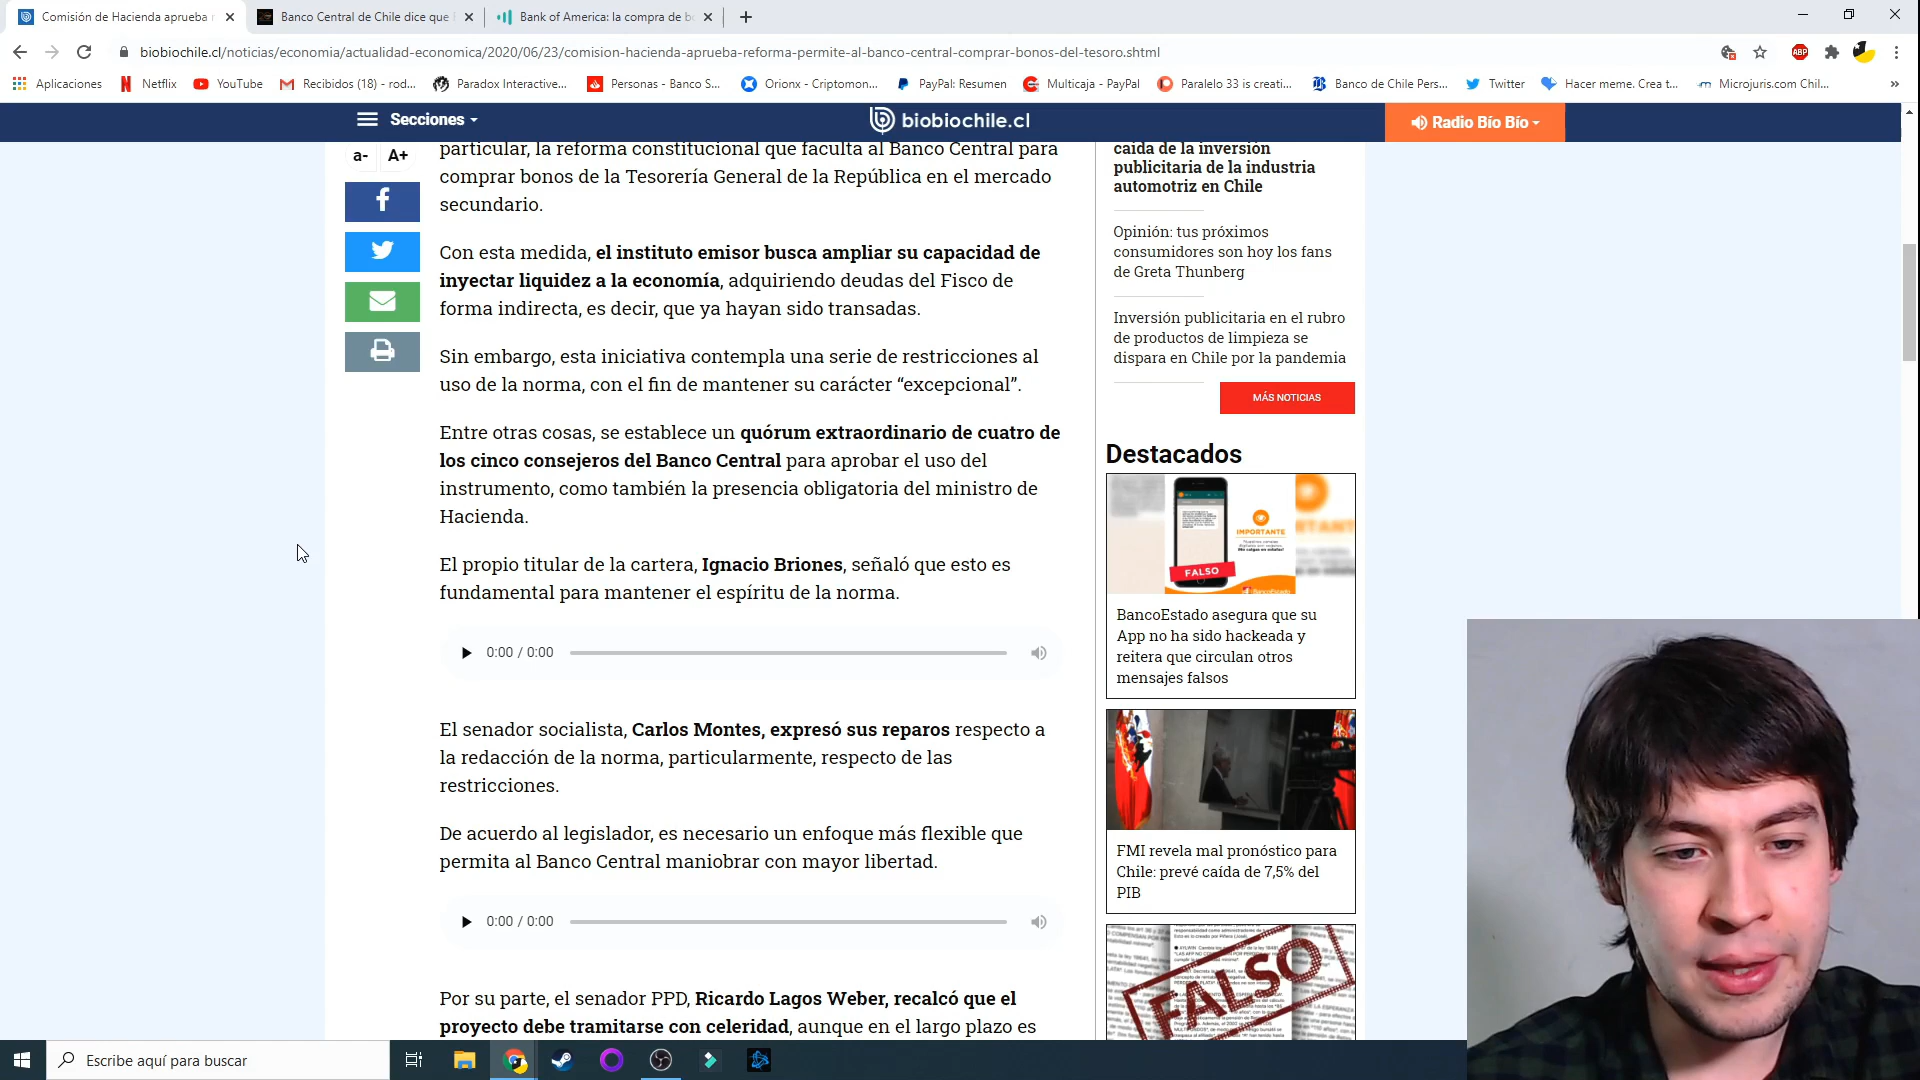 Comisión de Hacienda aprueba r
Banco Central de Chile dice que
Bank of America: la compra de bo
biobiochile.cl/noticias/economia/actualidad-economica/2020/06/23/comision-hacienda-aprueba-reforma-permite-al-banco-central-comprar-bonos-del-tesoro.shtml
ABP
Aplicaciones
Netflix
YouTube
Recibidos (18) - rod...
Paradox Interactive...
Personas - Banco S...
Orionx - Criptomon...
PayPal: Resumen
Multicaja - PayPal
Paralelo 33 is creati...
Banco de Chile Pers...
Twitter
Hacer meme. Crea t...
Microjuris.com Chil...
»
Secciones
biobiochile.cl
Radio Bío Bío
a- A+
particular, la reforma constitucional que faculta al Banco Central para
comprar bonos de la Tesorería General de la República en el mercado
secundario.
Con esta medida, el instituto emisor busca ampliar su capacidad de
inyectar liquidez a la economía, adquiriendo deudas del Fisco de
forma indirecta, es decir, que ya hayan sido transadas.
Sin embargo, esta iniciativa contempla una serie de restricciones al
uso de la norma, con el fin de mantener su carácter “excepcional”.
Entre otras cosas, se establece un quórum extraordinario de cuatro de
los cinco consejeros del Banco Central para aprobar el uso del
instrumento, como también la presencia obligatoria del ministro de
Hacienda.
El propio titular de la cartera, Ignacio Briones, señaló que esto es
fundamental para mantener el espíritu de la norma.
0:00 / 0:00
El senador socialista, Carlos Montes, expresó sus reparos respecto a
la redacción de la norma, particularmente, respecto de las
restricciones.
De acuerdo al legislador, es necesario un enfoque más flexible que
permita al Banco Central maniobrar con mayor libertad.
0:00 / 0:00
Por su parte, el senador PPD, Ricardo Lagos Weber, recalcó que el
proyecto debe tramitarse con celeridad, aunque en el largo plazo es
caída de la inversión
publicitaria de la industria
automotriz en Chile
Opinión: tus próximos
consumidores son hoy los fans
de Greta Thunberg
Inversión publicitaria en el rubro
de productos de limpieza se
dispara en Chile por la pandemia
MÁS NOTICIAS
Destacados
IMPORTANTE
FALSO
BancoEstado asegura que su
App no ha sido hackeada y
reitera que circulan otros
mensajes falsos
FMI revela mal pronóstico para
Chile: prevé caída de 7,5% del
PIB
FALSO
Escribe aquí para buscar